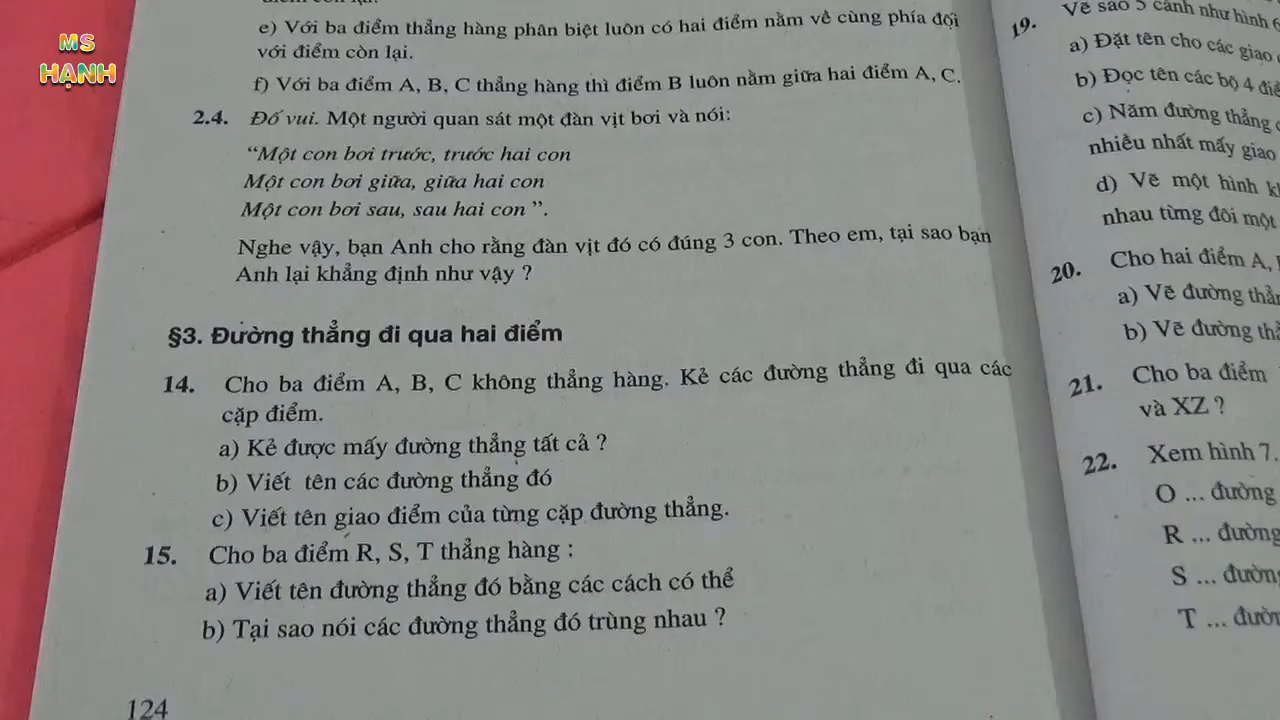 MS
HẠNH
e) Với ba điểm thẳng hàng phân biệt luôn có hai điểm nằm về cùng phía đối
với điểm còn lại.
f) Với ba điểm A, B, C thẳng hàng thì điểm B luôn nằm giữa hai điểm A, C.
2.4. Đố vui. Một người quan sát một đàn vịt bơi và nói:
“Một con bơi trước, trước hai con
Một con bơi giữa, giữa hai con
Một con bơi sau, sau hai con ”.
Nghe vậy, bạn Anh cho rằng đàn vịt đó có đúng 3 con. Theo em, tại sao bạn
Anh lại khẳng định như vậy ?
§3. Đường thẳng đi qua hai điểm
14. Cho ba điểm A, B, C không thẳng hàng. Kẻ các đường thẳng đi qua các
cặp điểm.
a) Kẻ được mấy đường thẳng tất cả ?
b) Viết tên các đường thẳng đó
c) Viết tên giao điểm của từng cặp đường thẳng.
15. Cho ba điểm R, S, T thẳng hàng :
a) Viết tên đường thẳng đó bằng các cách có thể
b) Tại sao nói các đường thẳng đó trùng nhau ?
124
19. Vẽ sao 5 cánh như hình
a) Đặt tên cho các giao
b) Đọc tên các bộ 4
c) Năm đường thẳng
nhiều nhất mấy giao
d) Vẽ một hình
nhau từng đôi một
20. Cho hai điểm A,
a) Vẽ đường
b) Vẽ đường
21. Cho ba điểm
và XZ ?
22. Xem hình 7.
O ... đường
R ... đường
S ... đường
T ...